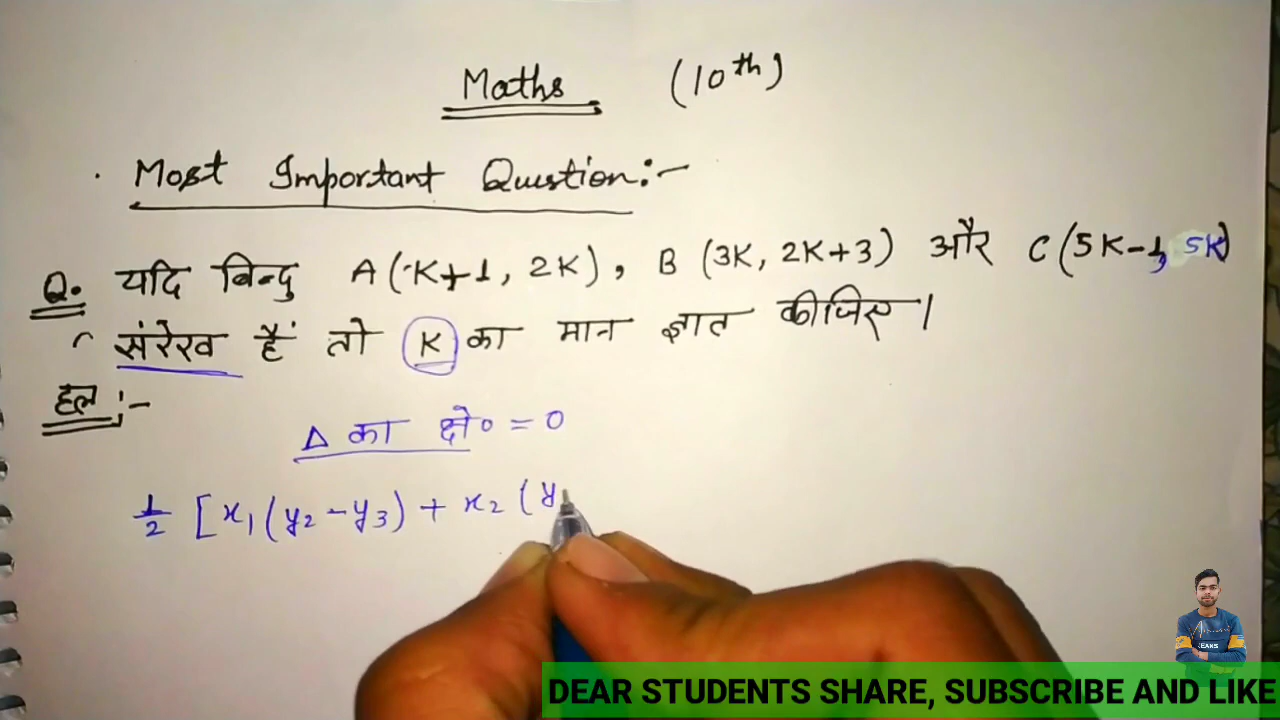 Maths (10th)
Most Important Question:-
Q. यदि बिन्दु A(K+1, 2K), B (3K, 2K+3) और C(5K-1, 5K)
संरेख हैं तो K का मान ज्ञात कीजिए।
हल :-
Δ का क्षे० = 0
1/2 [x₁(y₂-y₃) + x₂(y
DEAR STUDENTS SHARE, SUBSCRIBE AND LIKE